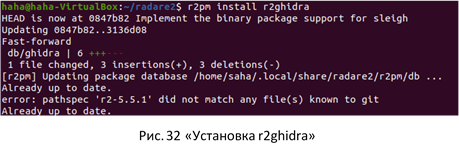 haha@haha-VirtualBox:~/radare2$ r2pm install r2ghidra
HEAD is now at 0847b82 Implement the binary package support for sleigh
Updating 0847b82..3136d08
Fast-forward
 db/ghidra | 6 +++---
 1 file changed, 3 insertions(+), 3 deletions(-)
[r2pm] Updating package database /home/saha/.local/share/radare2/r2pm/db ...
Already up to date.
error: pathspec 'r2-5.5.1' did not match any file(s) known to git
Already up to date.
Рис. 32 «Установка r2ghidra»